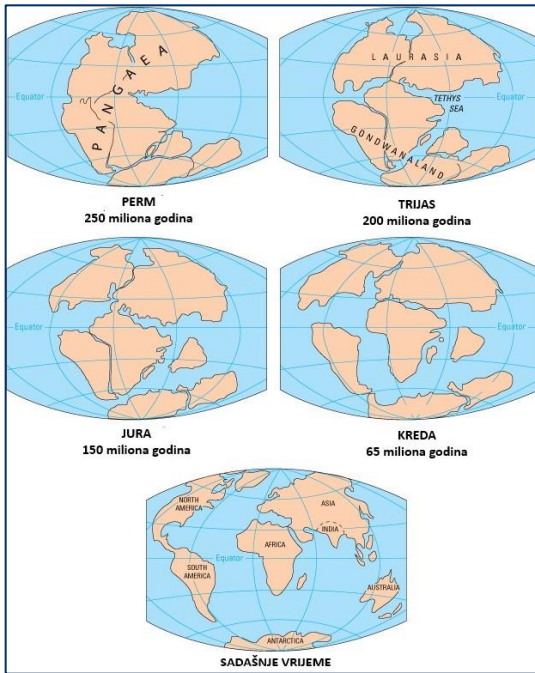 PANGAEA
Equator
PERM
250 miliona godina
LAURASIA
Equator
TETHYS
SEA
GONDWANALAND
TRIJAS
200 miliona godina
Equator
JURA
150 miliona godina
Equator
KREDA
65 miliona godina
NORTH
AMERICA
ASIA
INDIA
AFRICA
Equator
SOUTH
AMERICA
AUSTRALIA
ANTARCTICA
SADAŠNJE VRIJEME